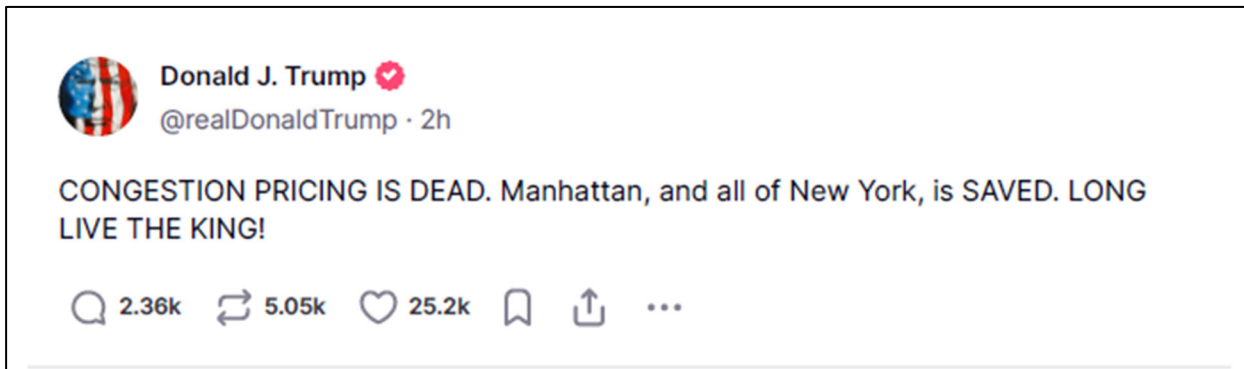 Donald J. Trump
@realDonaldTrump · 2h
CONGESTION PRICING IS DEAD. Manhattan, and all of New York, is SAVED. LONG
LIVE THE KING!
2.36k 5.05k 25.2k